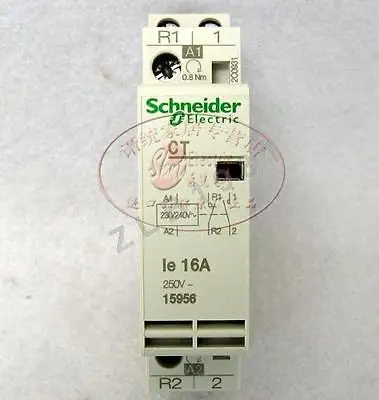 R1 1
A1
0.8 Nm
Schneider
Electric
CT
A1 R1 1
230/240V~
A2 R2 2
Ie 16A
250V~
15956
A2
R2 2